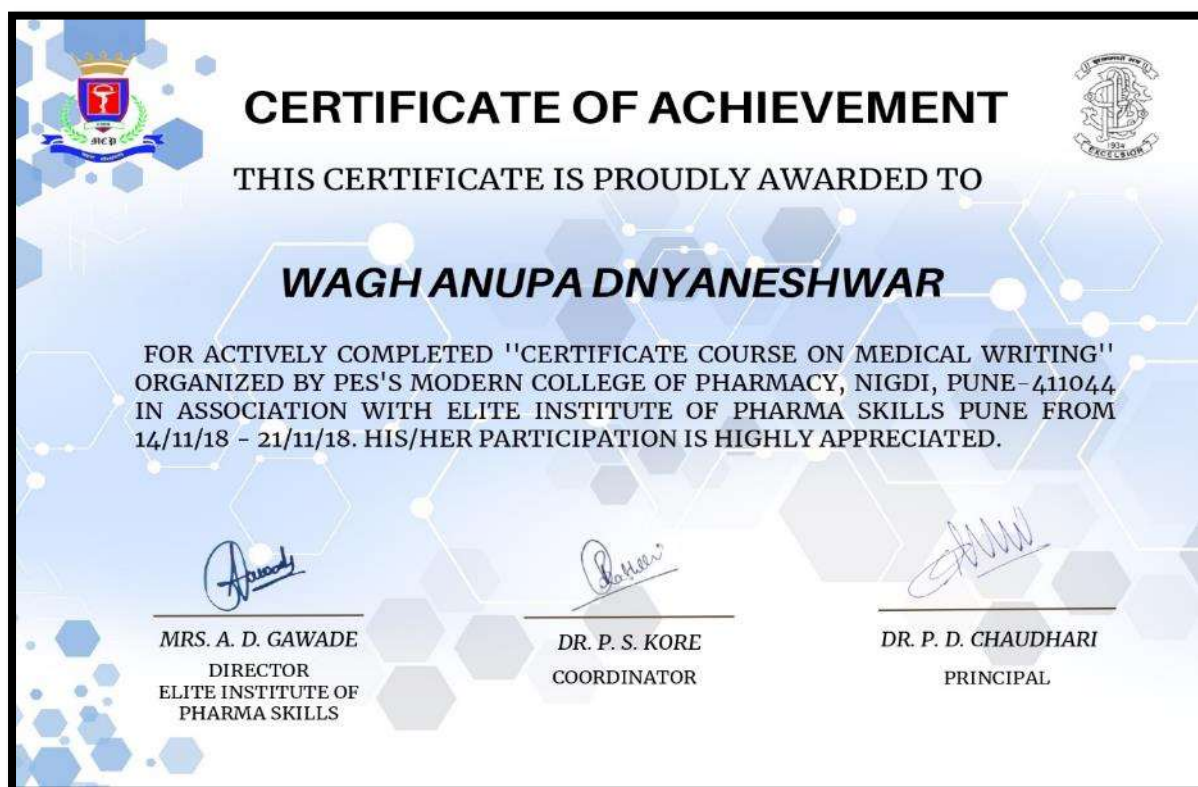 MCP
1934
EXCELSIOR
CERTIFICATE OF ACHIEVEMENT
THIS CERTIFICATE IS PROUDLY AWARDED TO
WAGH ANUPA DNYANESHWAR
FOR ACTIVELY COMPLETED ''CERTIFICATE COURSE ON MEDICAL WRITING''
ORGANIZED BY PES'S MODERN COLLEGE OF PHARMACY, NIGDI, PUNE-411044
IN ASSOCIATION WITH ELITE INSTITUTE OF PHARMA SKILLS PUNE FROM
14/11/18 - 21/11/18. HIS/HER PARTICIPATION IS HIGHLY APPRECIATED.
MRS. A. D. GAWADE
DIRECTOR
ELITE INSTITUTE OF
PHARMA SKILLS
DR. P. S. KORE
COORDINATOR
DR. P. D. CHAUDHARI
PRINCIPAL